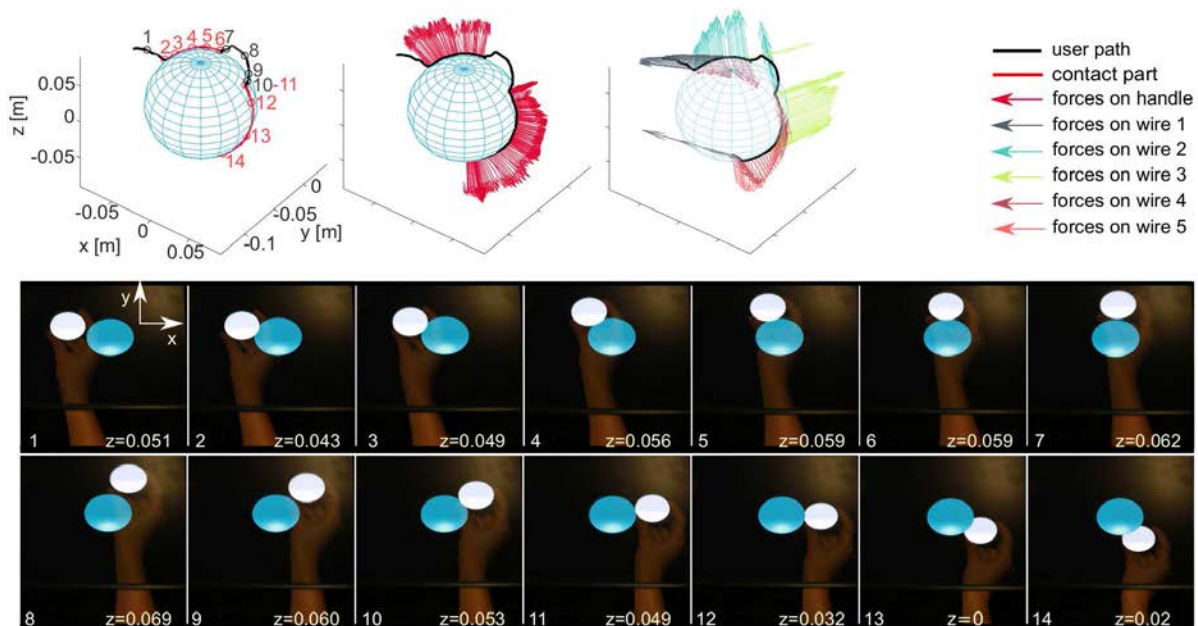 1 2 3 4 5 6 7
8
9
10 -11
12
13
14
0.05
0
-0.05
z [m]
-0.05
0
0.05
x [m]
0
-0.05
-0.1
y [m]
user path
contact part
forces on handle
forces on wire 1
forces on wire 2
forces on wire 3
forces on wire 4
forces on wire 5
y
x
1 z=0.051
2 z=0.043
3 z=0.049
4 z=0.056
5 z=0.059
6 z=0.059
7 z=0.062
8 z=0.069
9 z=0.060
10 z=0.053
11 z=0.049
12 z=0.032
13 z=0
14 z=0.02